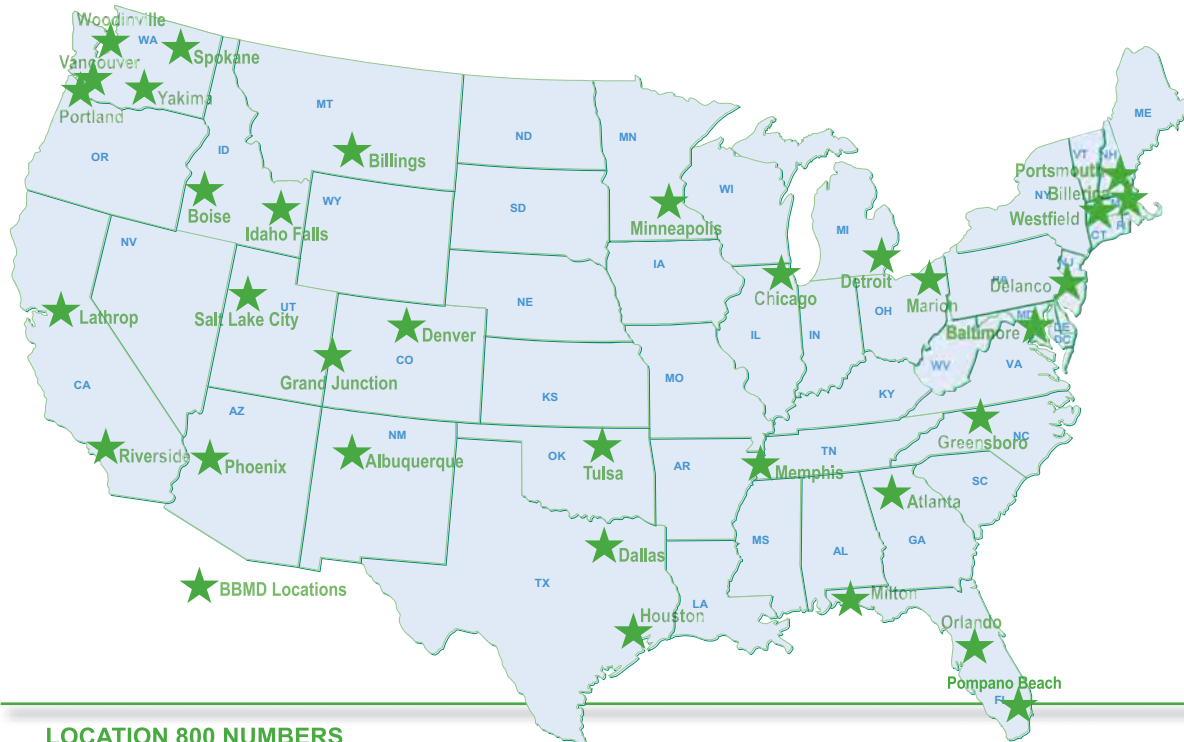 Woodinville
WA
Spokane
Vancouver
Yakima
Portland
MT
ND
MN
ME
OR
ID
Billings
VT
NH
Portsmouth
WI
NY
Billerica
Boise
WY
SD
Westfield
Idaho Falls
Minneapolis
MI
CT
RI
NV
IA
NJ
PA
Delanco
Detroit
Marion
Chicago
UT
NE
Salt Lake City
Lathrop
OH
MD
Baltimore
DE
DC
Denver
IL
IN
CO
WV
VA
Grand Junction
CA
MO
KS
KY
AZ
NM
NC
Greensboro
Riverside
Phoenix
Albuquerque
OK
Tulsa
AR
TN
Memphis
SC
Atlanta
MS
AL
GA
Dallas
TX
BBMD Locations
LA
Milton
Houston
Orlando
Pompano Beach
FL
LOCATION 800 NUMBERS